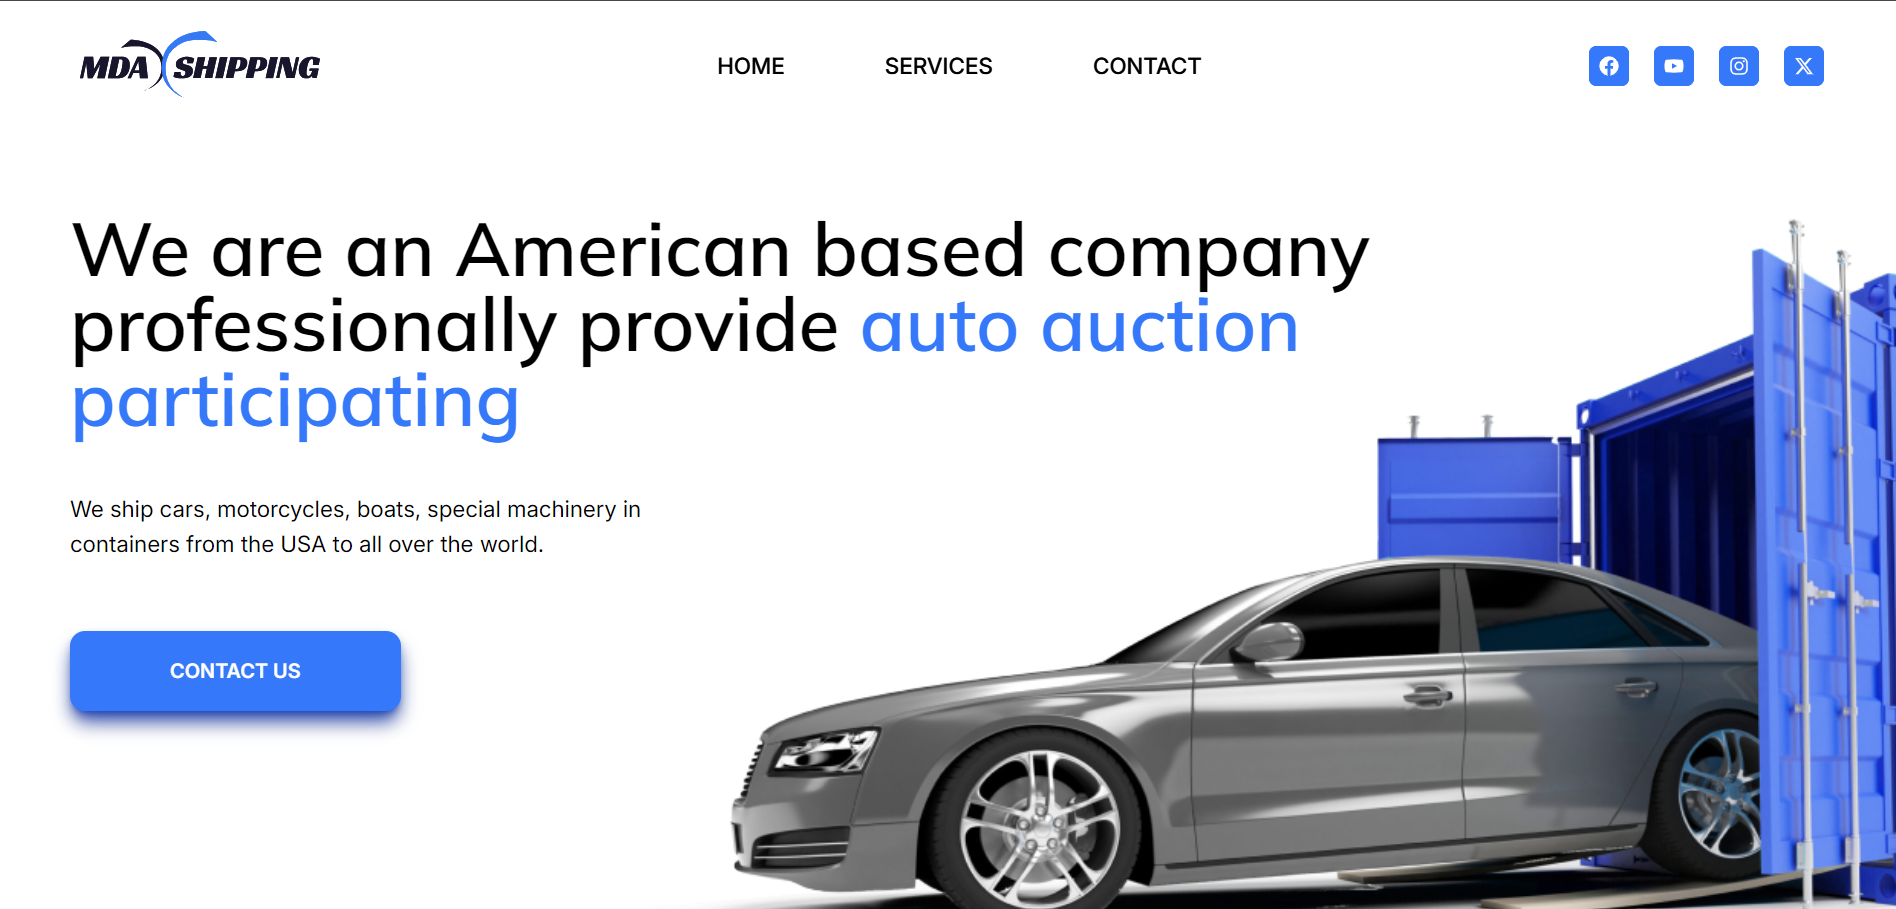 MDA SHIPPING
HOME
SERVICES
CONTACT
We are an American based company
professionally provide auto auction
participating
We ship cars, motorcycles, boats, special machinery in
containers from the USA to all over the world.
CONTACT US